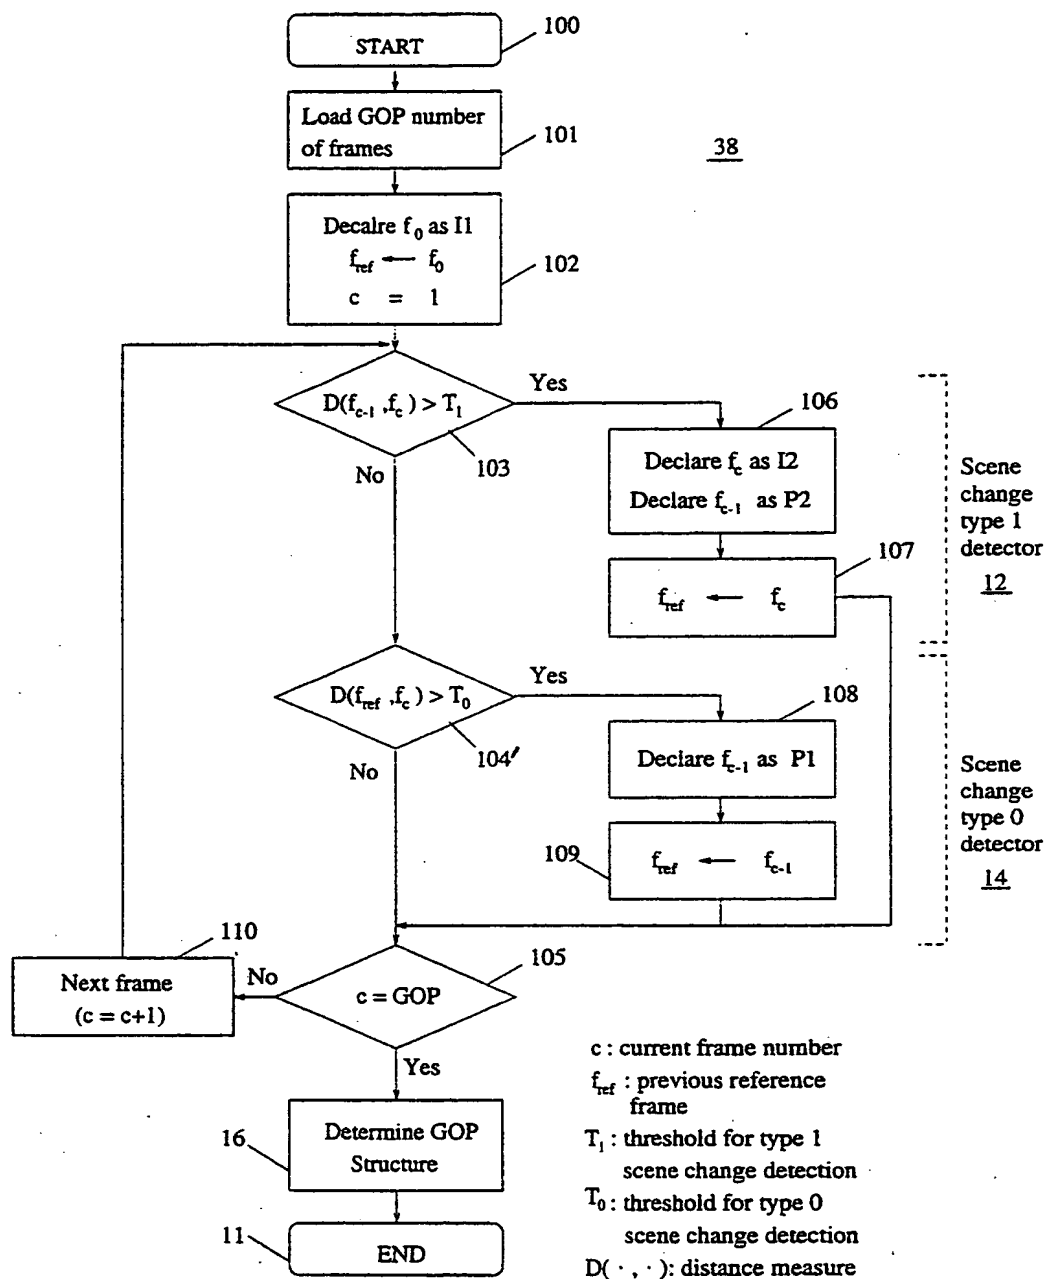 START
100
Load GOP number
of frames
101
38
Decalre f0 as I1
fref ← f0
c = 1
102
D(fc-1 ,fc) > T1
Yes
103
No
106
Declare fc as I2
Declare fc-1 as P2
107
fref ← fc
Scene
change
type 1
detector
12
D(fref ,fc) > T0
Yes
104′
No
108
Declare fc-1 as P1
109
fref ← fc-1
Scene
change
type 0
detector
14
110
Next frame
(c = c+1)
No
c = GOP
105
Yes
16
Determine GOP
Structure
11
END
c : current frame number
fref : previous reference
frame
T1 : threshold for type 1
scene change detection
T0 : threshold for type 0
scene change detection
D( · , · ): distance measure